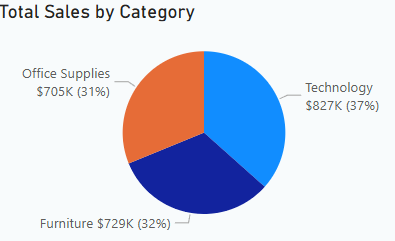 Total Sales by Category
Office Supplies
$705K (31%)
Technology
$827K (37%)
Furniture $729K (32%)